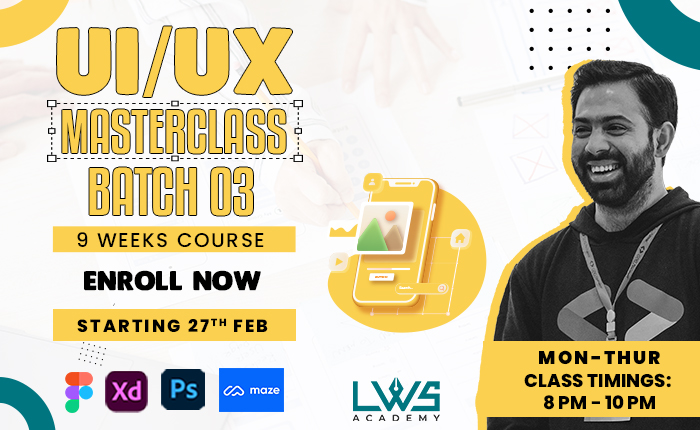 UI/UX
MASTERCLASS
BATCH 03
9 WEEKS COURSE
ENROLL NOW
STARTING 27TH FEB
Xd
Ps
maze
LWS
ACADEMY
MON-THUR
CLASS TIMINGS:
8 PM - 10 PM